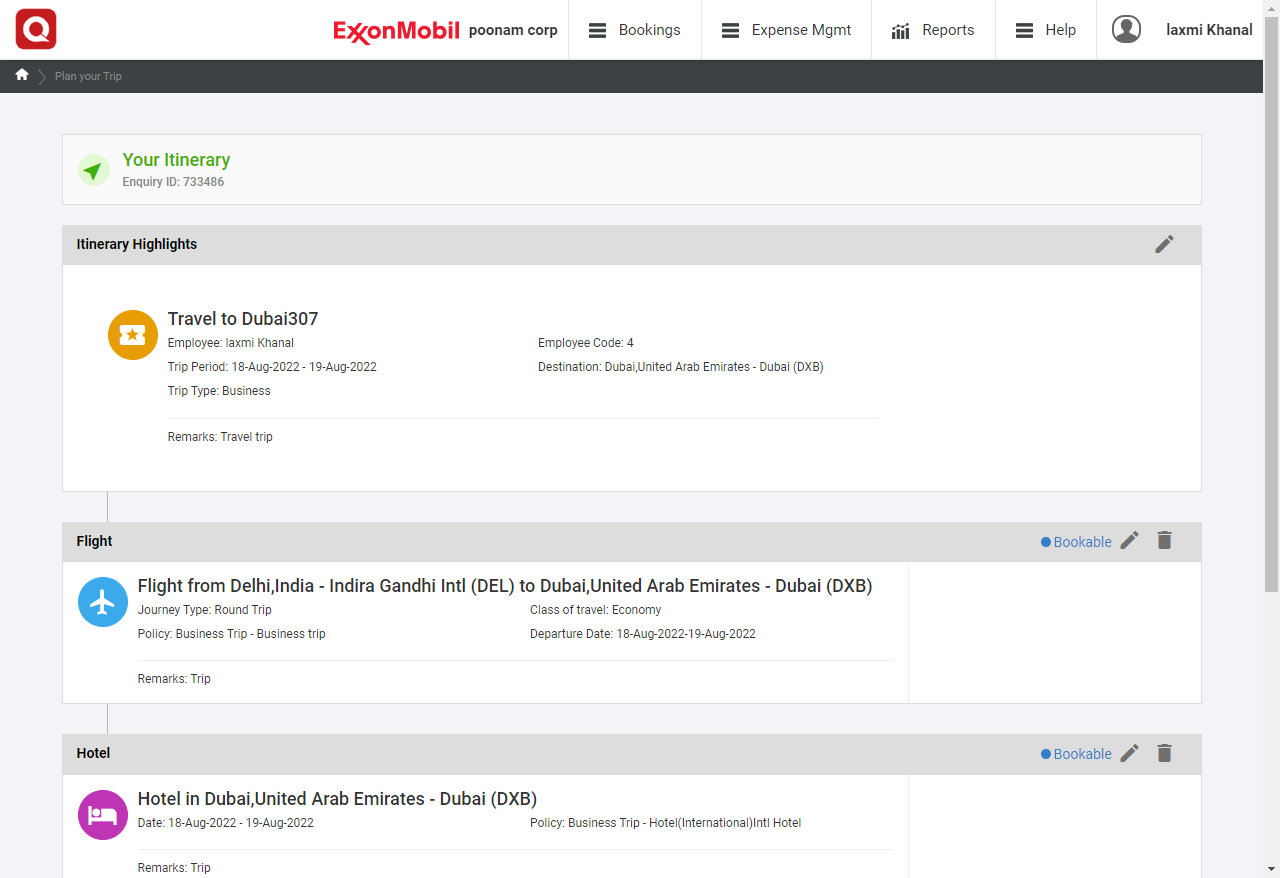 Q
ExxonMobil poonam corp Bookings Expense Mgmt Reports Help laxmi Khanal
Plan your Trip
Your Itinerary
Enquiry ID: 733486
Itinerary Highlights
Travel to Dubai307
Employee: laxmi Khanal Employee Code: 4
Trip Period: 18-Aug-2022 - 19-Aug-2022 Destination: Dubai,United Arab Emirates - Dubai (DXB)
Trip Type: Business
Remarks: Travel trip
Flight Bookable
Flight from Delhi,India - Indira Gandhi Intl (DEL) to Dubai,United Arab Emirates - Dubai (DXB)
Journey Type: Round Trip Class of travel: Economy
Policy: Business Trip - Business trip Departure Date: 18-Aug-2022-19-Aug-2022
Remarks: Trip
Hotel Bookable
Hotel in Dubai,United Arab Emirates - Dubai (DXB)
Date: 18-Aug-2022 - 19-Aug-2022 Policy: Business Trip - Hotel(International)Intl Hotel
Remarks: Trip